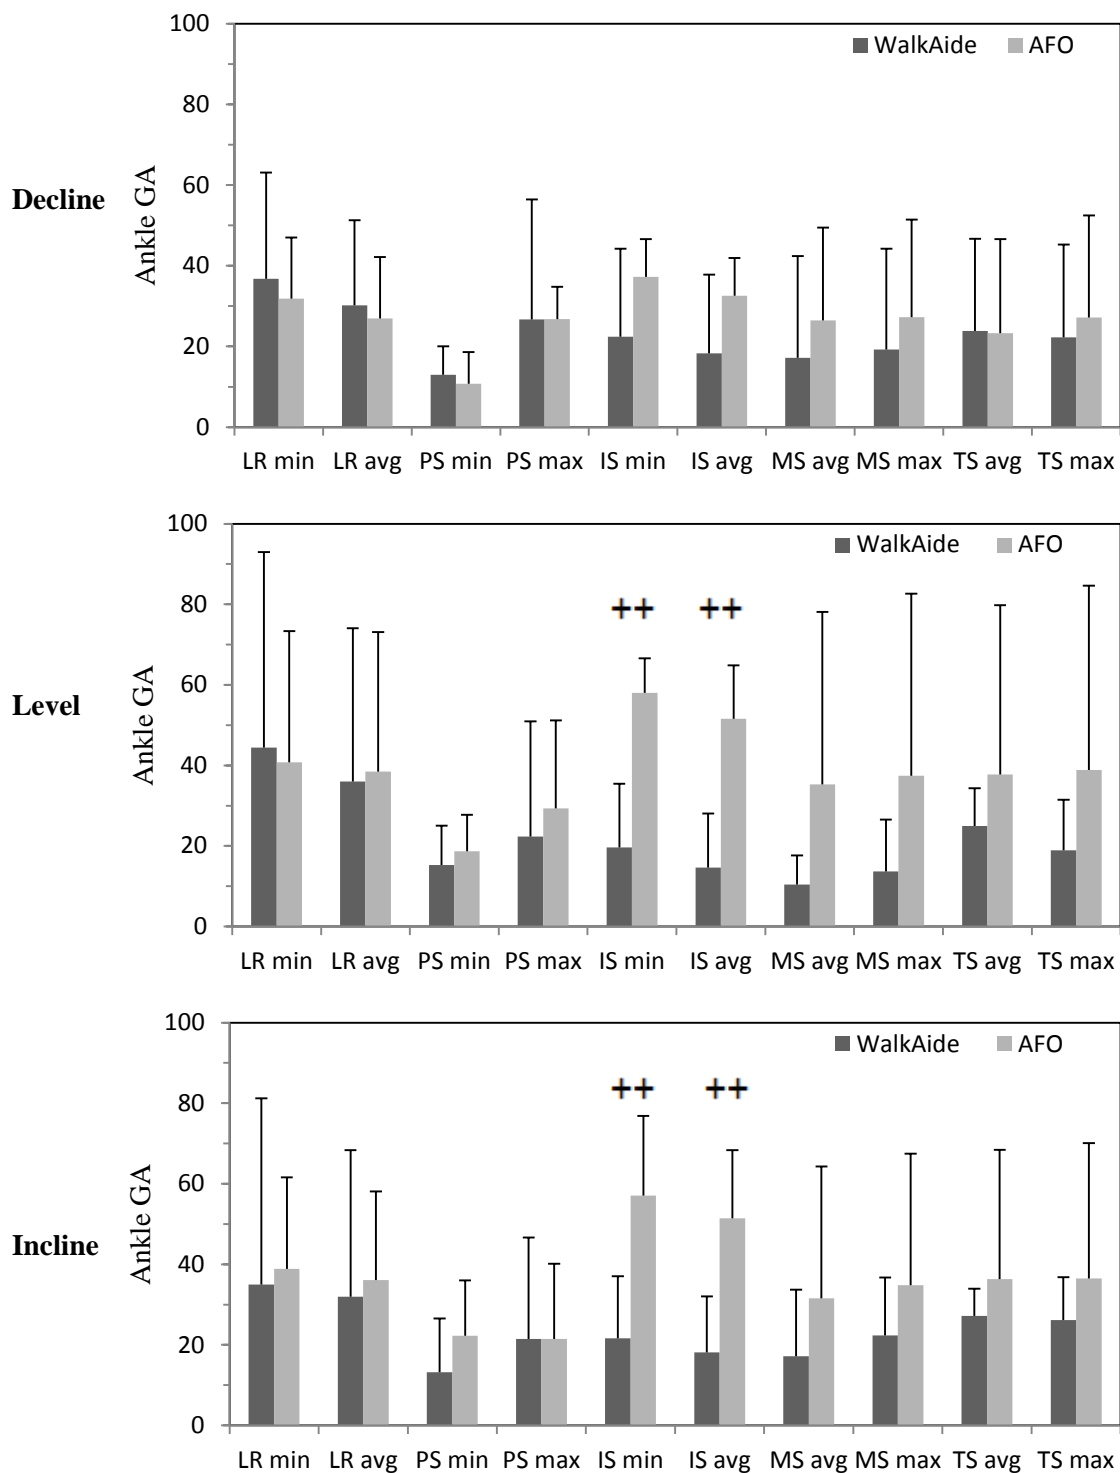 100
WalkAide AFO
80
60
Decline
Ankle GA
40
20
0
LR min LR avg PS min PS max IS min IS avg MS avg MS max TS avg TS max
100
WalkAide AFO
80
++ ++
60
Level
Ankle GA
40
20
0
LR min LR avg PS min PS max IS min IS avg MS avg MS max TS avg TS max
100
WalkAide AFO
80
++ ++
60
Incline
Ankle GA
40
20
0
LR min LR avg PS min PS max IS min IS avg MS avg MS max TS avg TS max